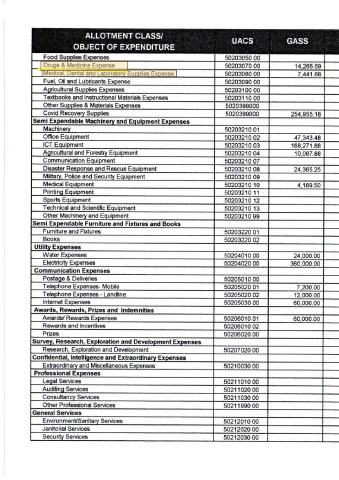 ALLOTMENT CLASS/
OBJECT OF EXPENDITURE UACS GASS
Food Supplies Expenses 50203050 00
Drugs & Medicine Expense 50203070 00 14,265.59
Medical, Dental and Laboratory Supplies Expense 50203080 00 7,441.88
Fuel, Oil and Lubricants Expense 50203090 00
Agricultural Supplies Expenses 50203100 00
Textbooks and Instructional Materials Expenses 50203110 00
Other Supplies & Materials Expenses 502039900
Covid Recovery Supplies 5020399000 254,955.18
Semi Expendable Machinery and Equipment Expenses
Machinery 50203210 01
Office Equipment 50203210 02 47,343.46
ICT Equipment 50203210 03 168,271.88
Agricultural and Forestry Equipment 50203210 04 10,087.88
Communication Equipment 50203210 07
Disaster Response and Rescue Equipment 50203210 08 24,365.25
Military, Police and Security Equipment 50203210 09
Medical Equipment 50203210 10 4,189.50
Printing Equipment 50203210 11
Sports Equipment 50203210 12
Technical and Scientific Equipment 50203210 13
Other Machinery and Equipment 50203210 99
Semi Expendable Furniture and Fixtures and Books
Furniture and Fixtures 50203220 01
Books 50203220 02
Utility Expenses
Water Expenses 50204010 00 24,000.00
Electricity Expenses 50204020 00 360,000.00
Communication Expenses
Postage & Deliveries 50205010 00
Telephone Expenses- Mobile 50205020 01 7,200.00
Telephone Expenses - Landline 50205020 02 12,000.00
Internet Expenses 50205030 00 60,000.00
Awards, Rewards, Prizes and Indemnities
Awards/ Rewards Expenses 50206010 01 60,000.00
Rewards and Incentives 50206010 02
Prizes 50206020 00
Survey, Research, Exploration and Development Expenses
Research, Exploration and Development 50207020 00
Confidential, Intelligence and Extraordinary Expenses
Extraordinary and Miscellaneous Expenses 50210030 00
Professional Expenses
Legal Services 50211010 00
Auditing Services 50211020 00
Consultancy Services 50211030 00
Other Professional Services 50211990 00
General Services
Environment/Sanitary Services 50212010 00
Janitorial Services 50212020 00
Security Services 50212030 00